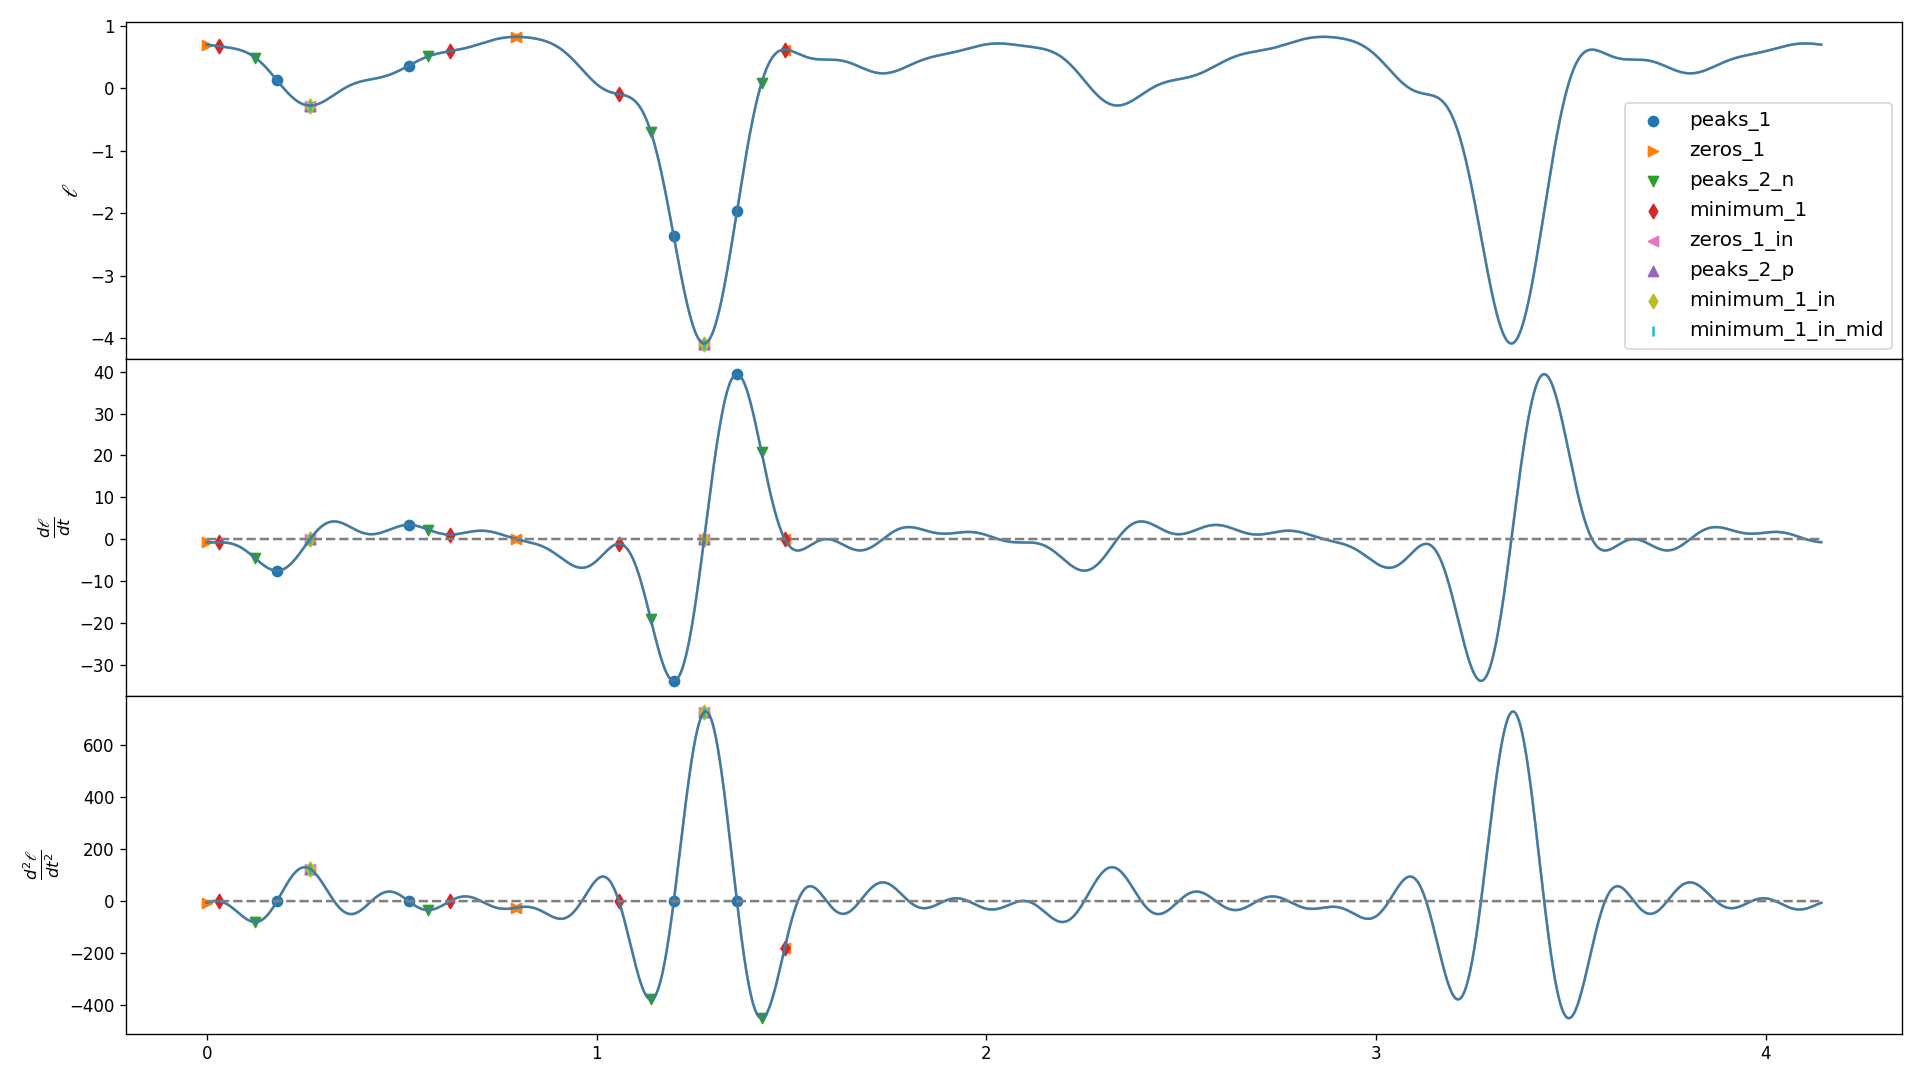 1
0
−1
−2
−3
−4
ℓ
peaks_1
zeros_1
peaks_2_n
minimum_1
zeros_1_in
peaks_2_p
minimum_1_in
minimum_1_in_mid
40
30
20
10
0
−10
−20
−30
dℓ
dt
600
400
200
0
−200
−400
d²ℓ
dt²
0 1 2 3 4